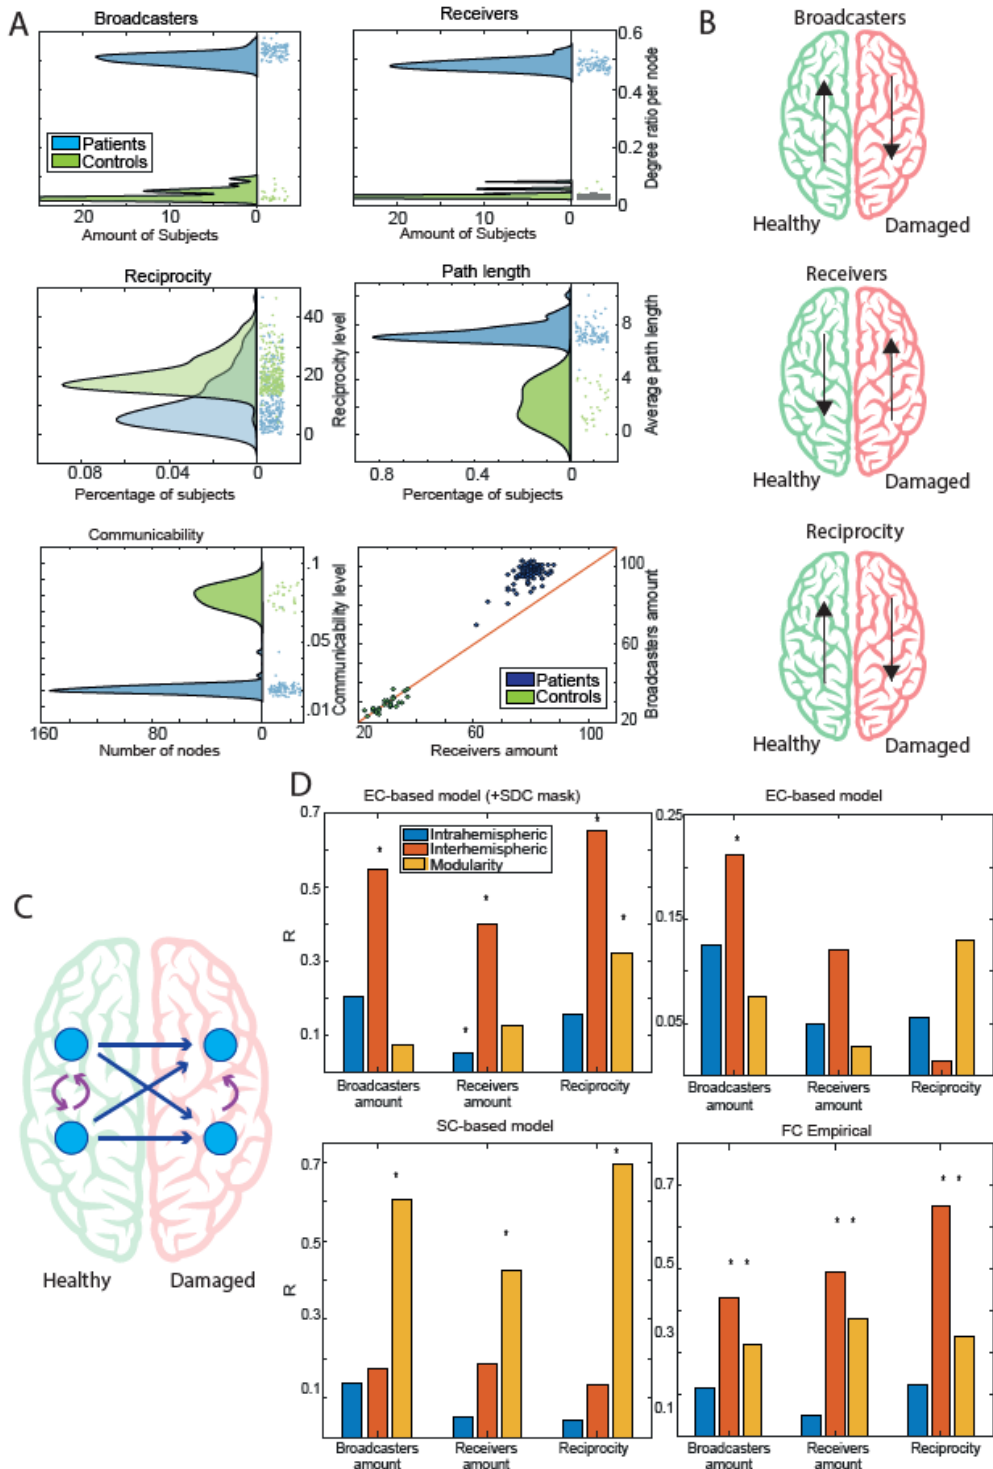 A
Broadcasters
Receivers
B
Broadcasters
Patients
Controls
0.6
0.4
0.2
0
Degree ratio per node
20
10
0
20
10
0
Amount of Subjects
Amount of Subjects
Healthy
Damaged
Reciprocity
Path length
Receivers
40
20
0
Reciprocity level
8
4
0
Average path length
0.08
0.04
0
0.8
0.4
0
Percentage of subjects
Percentage of subjects
Healthy
Damaged
Communicability
Reciprocity
.1
.05
.01
Communicability level
100
60
20
Broadcasters amount
Patients
Controls
160
0
20
60
100
Number of nodes
Receivers amount
Healthy
Damaged
D
EC-based model (+SDC mask)
EC-based model
0.7
0.5
0.3
0.1
R
Intrahemispheric
Interhemispheric
Modularity
* * * * *
0.25
0.15
0.05
*
Broadcasters amount
Receivers amount
Reciprocity
Broadcasters amount
Receivers amount
Reciprocity
C
Healthy
Damaged
SC-based model
FC Empirical
0.7
0.5
0.3
0.1
R
* * *
0.7
0.5
0.3
0.1
* * * * * *
Broadcasters amount
Receivers amount
Reciprocity
Broadcasters amount
Receivers amount
Reciprocity